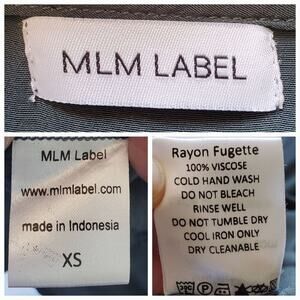 MLM LABEL
MLM Label
www.mlmlabel.com
made in Indonesia
XS
Rayon Fugette
100% VISCOSE
COLD HAND WASH
DO NOT BLEACH
RINSE WELL
DO NOT TUMBLE DRY
COOL IRON ONLY
DRY CLEANABLE